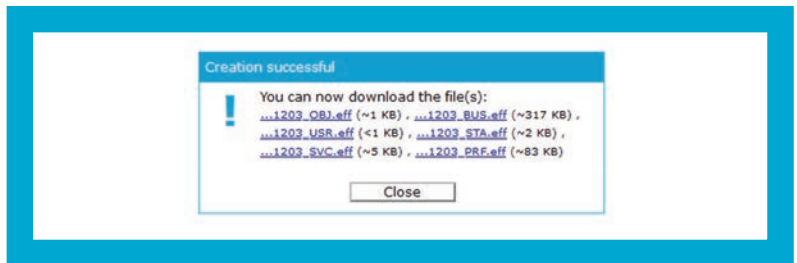 Creation successful
You can now download the file(s):
...1203_OBJ.eff (~1 KB) , ...1203_BUS.eff (~317 KB) ,
...1203_USR.eff (<1 KB) , ...1203_STA.eff (~2 KB) ,
...1203_SVC.eff (~5 KB) , ...1203_PRF.eff (~83 KB)
Close